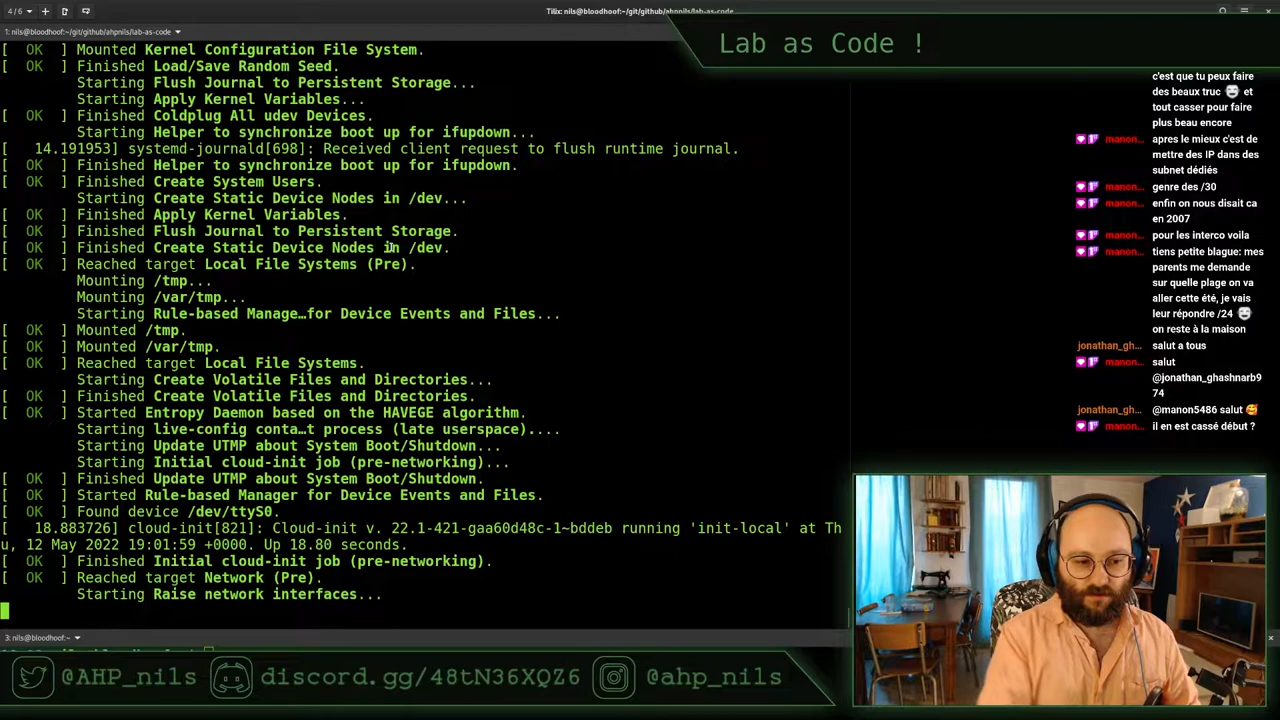 4/6
Tilix: nils@bloodhoof:~/git/github/ahpnils/lab-as-code
1: nils@bloodhoof:~/git/github/ahpnils/lab-as-code
Lab as Code !
[ OK ] Mounted Kernel Configuration File System.
[ OK ] Finished Load/Save Random Seed.
Starting Flush Journal to Persistent Storage...
Starting Apply Kernel Variables...
[ OK ] Finished Coldplug All udev Devices.
Starting Helper to synchronize boot up for ifupdown...
[ 14.191953] systemd-journald[698]: Received client request to flush runtime journal.
[ OK ] Finished Helper to synchronize boot up for ifupdown.
[ OK ] Finished Create System Users.
Starting Create Static Device Nodes in /dev...
[ OK ] Finished Apply Kernel Variables.
[ OK ] Finished Flush Journal to Persistent Storage.
[ OK ] Finished Create Static Device Nodes in /dev.
[ OK ] Reached target Local File Systems (Pre).
Mounting /tmp...
Mounting /var/tmp...
Starting Rule-based Manage…for Device Events and Files...
[ OK ] Mounted /tmp.
[ OK ] Mounted /var/tmp.
[ OK ] Reached target Local File Systems.
Starting Create Volatile Files and Directories...
[ OK ] Finished Create Volatile Files and Directories.
[ OK ] Started Entropy Daemon based on the HAVEGE algorithm.
Starting live-config conta…t process (late userspace)....
Starting Update UTMP about System Boot/Shutdown...
Starting Initial cloud-init job (pre-networking)...
[ OK ] Finished Update UTMP about System Boot/Shutdown.
[ OK ] Started Rule-based Manager for Device Events and Files.
[ OK ] Found device /dev/ttyS0.
[ 18.883726] cloud-init[821]: Cloud-init v. 22.1-421-gaa60d48c-1~bddeb running 'init-local' at Th
u, 12 May 2022 19:01:59 +0000. Up 18.80 seconds.
[ OK ] Finished Initial cloud-init job (pre-networking).
[ OK ] Reached target Network (Pre).
Starting Raise network interfaces...
3: nils@bloodhoof:~
c'est que tu peux faire
des beaux truc 😇 et
tout casser pour faire
plus beau encore
manon... apres le mieux c'est de
mettre des IP dans des
subnet dédiés
manon... genre des /30
manon... enfin on nous disait ca
en 2007
manon... pour les interco voila
manon... tiens petite blague: mes
parents me demande
sur quelle plage on va
aller cette été, je vais
leur répondre /24 😇
on reste à la maison
jonathan_gh... salut a tous
manon... salut
@jonathan_ghashnarb9
74
jonathan_gh... @manon5486 salut 🥰
manon... il en est cassé début ?
@AHP_nils
discord.gg/48tN36XQZ6
@ahp_nils